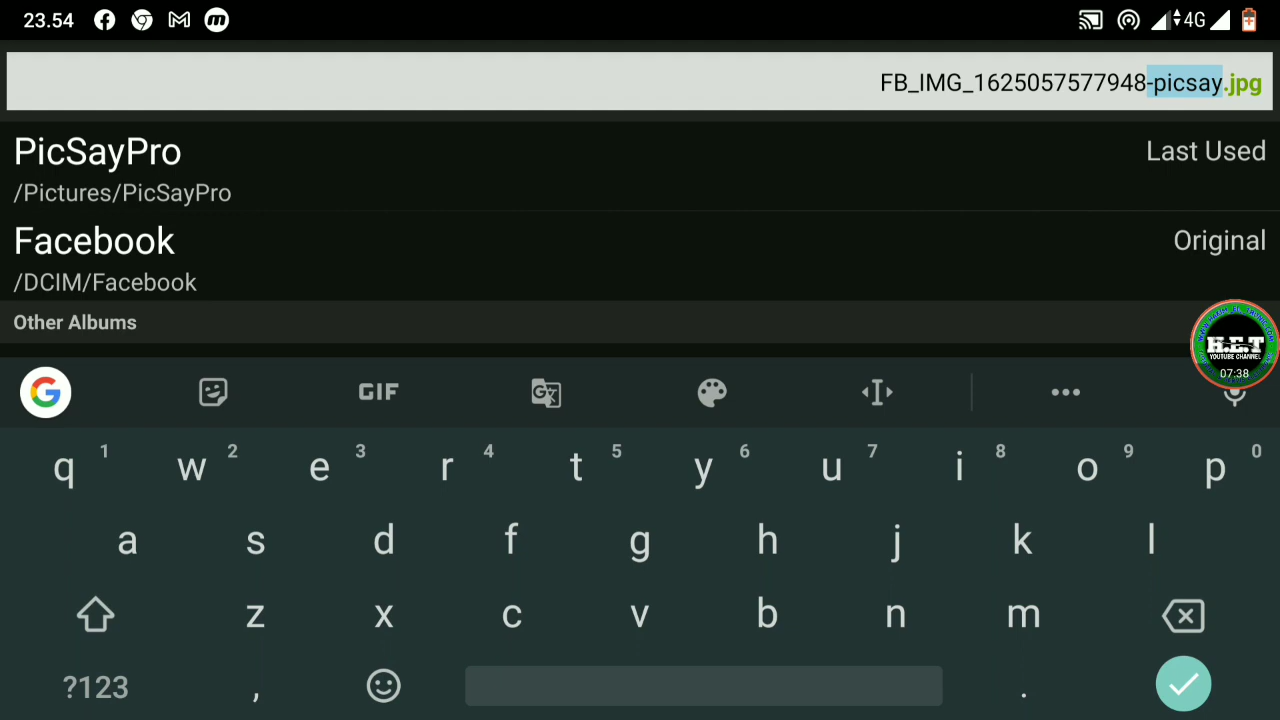 23.54 4G
FB_IMG_1625057577948-picsay.jpg
PicSayPro Last Used
/Pictures/PicSayPro
Facebook Original
/DCIM/Facebook
Other Albums
H.E.T
YOUTUBE CHANNEL
07:38
GIF
q 1 w 2 e 3 r 4 t 5 y 6 u 7 i 8 o 9 p 0
a s d f g h j k l
z x c v b n m
?123 , .